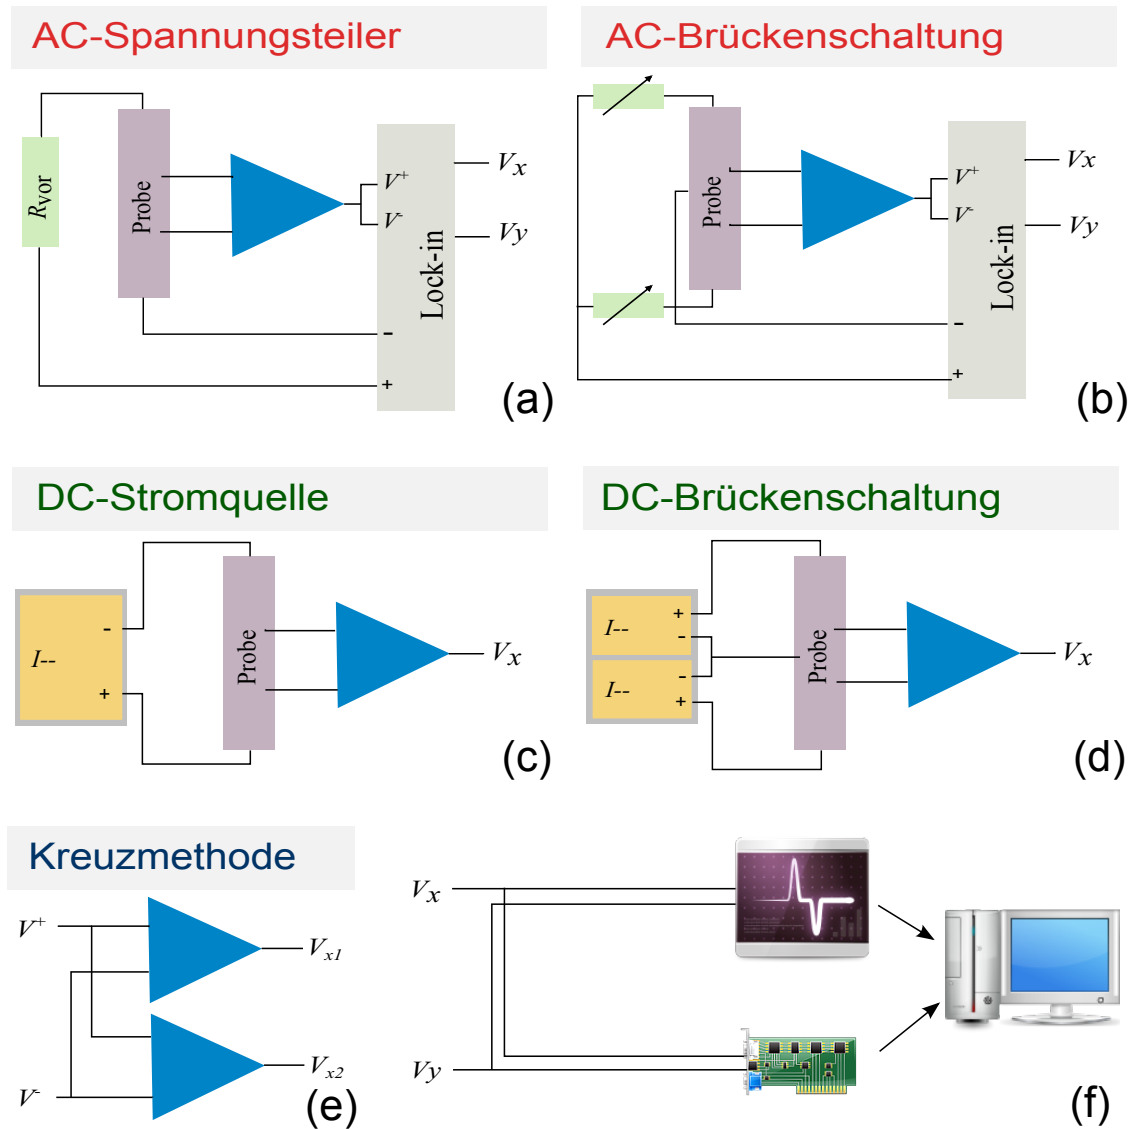 AC-Spannungsteiler
AC-Brückenschaltung
Rvor
Probe
V+
V-
Lock-in
Vx
Vy
-
+
(a)
Probe
V+
V-
Lock-in
Vx
Vy
-
+
(b)
DC-Stromquelle
DC-Brückenschaltung
I--
-
+
Probe
Vx
(c)
I--
+
-
I--
-
+
Probe
Vx
(d)
Kreuzmethode
V+
V-
Vx1
Vx2
(e)
Vx
Vy
(f)